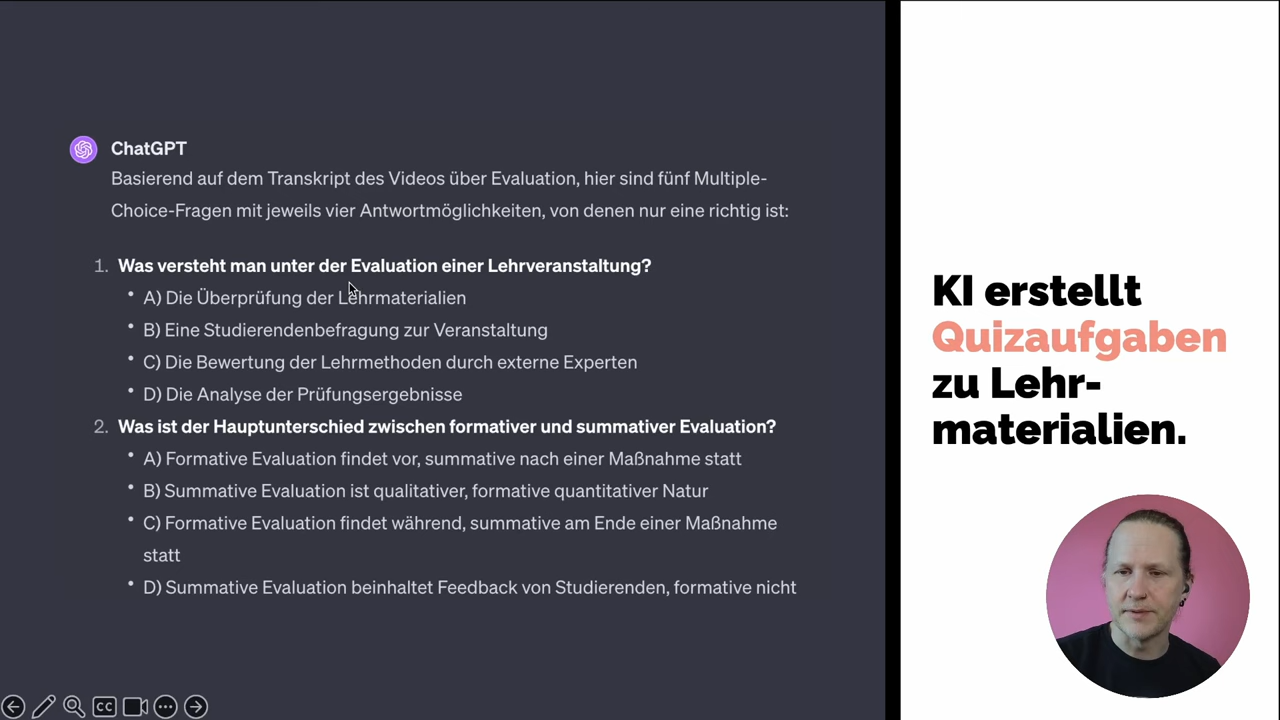 ChatGPT
Basierend auf dem Transkript des Videos über Evaluation, hier sind fünf Multiple-
Choice-Fragen mit jeweils vier Antwortmöglichkeiten, von denen nur eine richtig ist:
1. Was versteht man unter der Evaluation einer Lehrveranstaltung?
• A) Die Überprüfung der Lehrmaterialien
• B) Eine Studierendenbefragung zur Veranstaltung
• C) Die Bewertung der Lehrmethoden durch externe Experten
• D) Die Analyse der Prüfungsergebnisse
2. Was ist der Hauptunterschied zwischen formativer und summativer Evaluation?
• A) Formative Evaluation findet vor, summative nach einer Maßnahme statt
• B) Summative Evaluation ist qualitativer, formative quantitativer Natur
• C) Formative Evaluation findet während, summative am Ende einer Maßnahme
statt
• D) Summative Evaluation beinhaltet Feedback von Studierenden, formative nicht
KI erstellt
Quizaufgaben
zu Lehr-
materialien.
CC